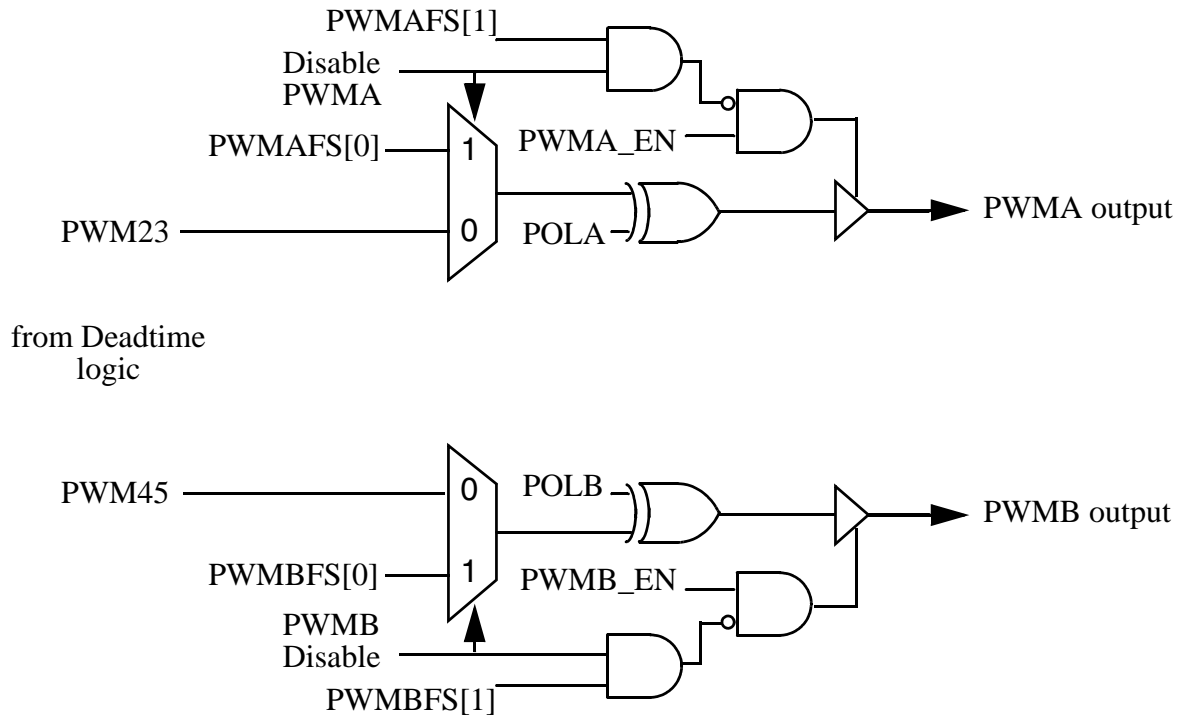 PWMAFS[1]
Disable
PWMA
PWMAFS[0]
1
PWMA_EN
PWM23
0
POLA
PWMA output
from Deadtime
logic
PWM45
0
POLB
PWMB output
PWMBFS[0]
1
PWMB_EN
PWMB
Disable
PWMBFS[1]